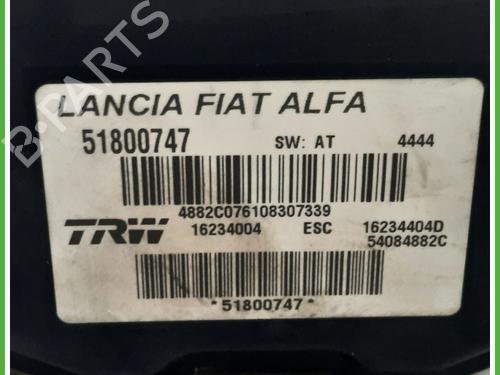 LANCIA FIAT ALFA
51800747 SW: AT 4444
4882C076108307339
TRW 16234004 ESC 16234404D
54084882C
*51800747*
B-PARTS